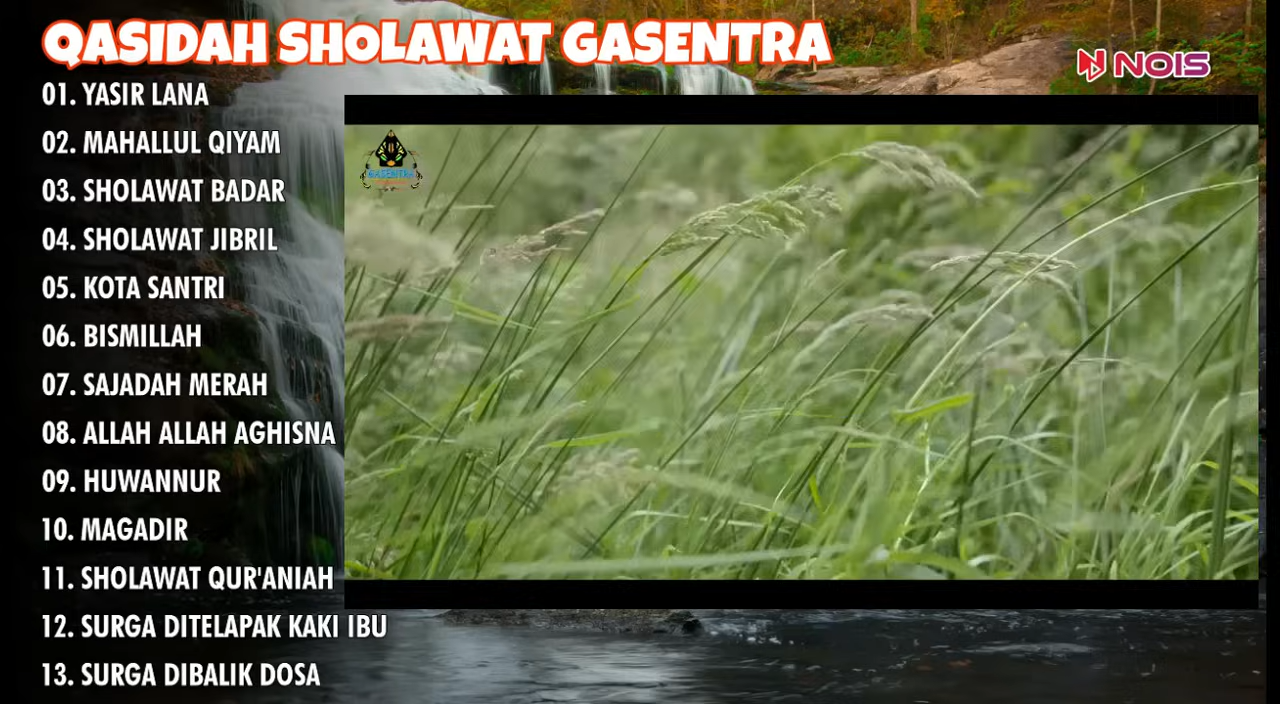 QASIDAH SHOLAWAT GASENTRA
NOIS
01. YASIR LANA
02. MAHALLUL QIYAM
03. SHOLAWAT BADAR
04. SHOLAWAT JIBRIL
05. KOTA SANTRI
06. BISMILLAH
07. SAJADAH MERAH
08. ALLAH ALLAH AGHISNA
09. HUWANNUR
10. MAGADIR
11. SHOLAWAT QUR'ANIAH
12. SURGA DITELAPAK KAKI IBU
13. SURGA DIBALIK DOSA
GASENTRA